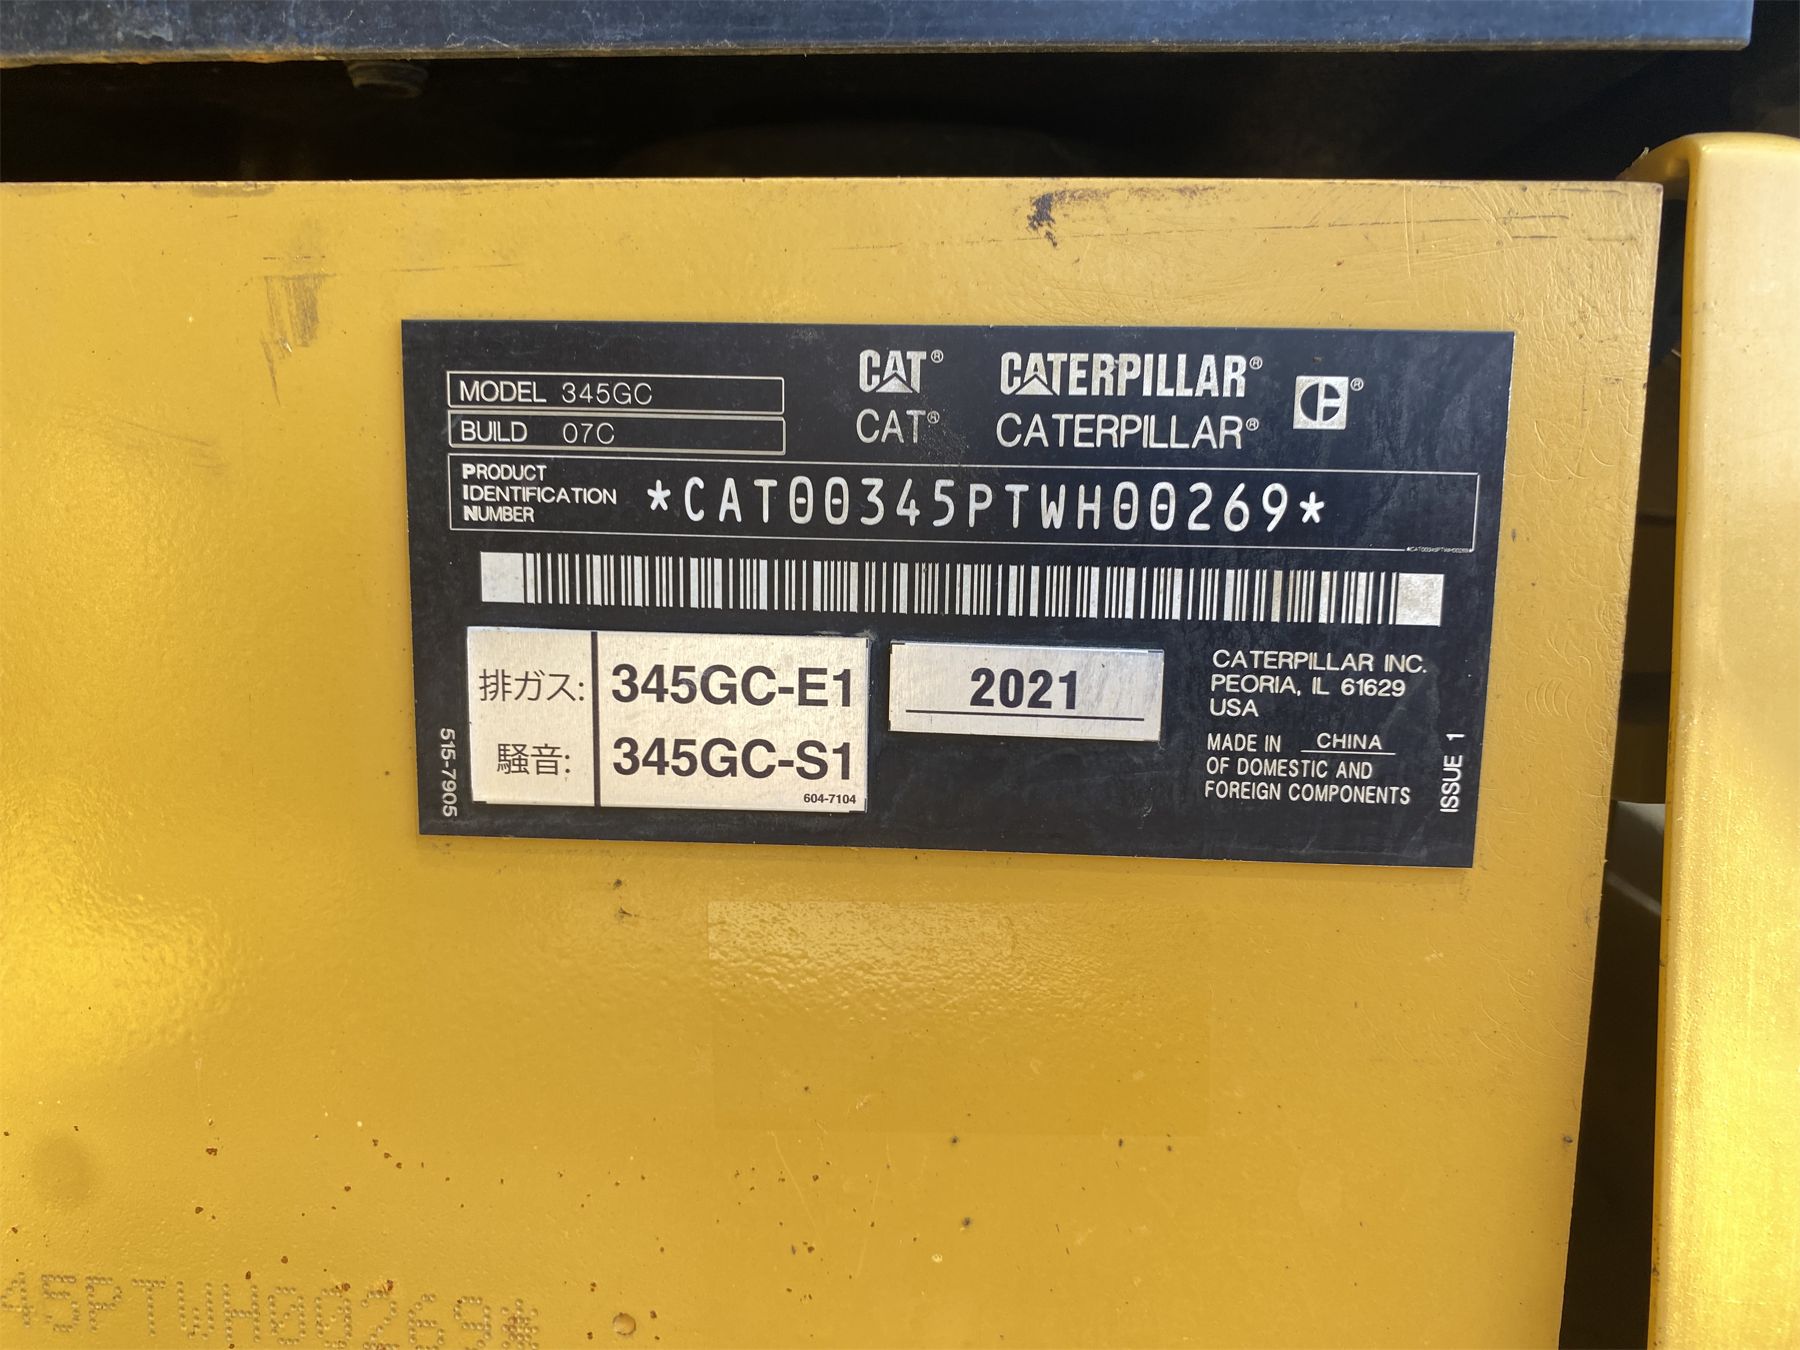 MODEL 345GC
BUILD 07C
CAT® CATERPILLAR® C®
CAT® CATERPILLAR®
PRODUCT
IDENTIFICATION
NUMBER
*CAT00345PTWH00269*
*CAT00345PTWH00269*
排ガス: 345GC-E1
騒音: 345GC-S1
604-7104
2021
CATERPILLAR INC.
PEORIA, IL 61629
USA
MADE IN CHINA
OF DOMESTIC AND
FOREIGN COMPONENTS
515-7905
ISSUE 1
45PTWH00269*